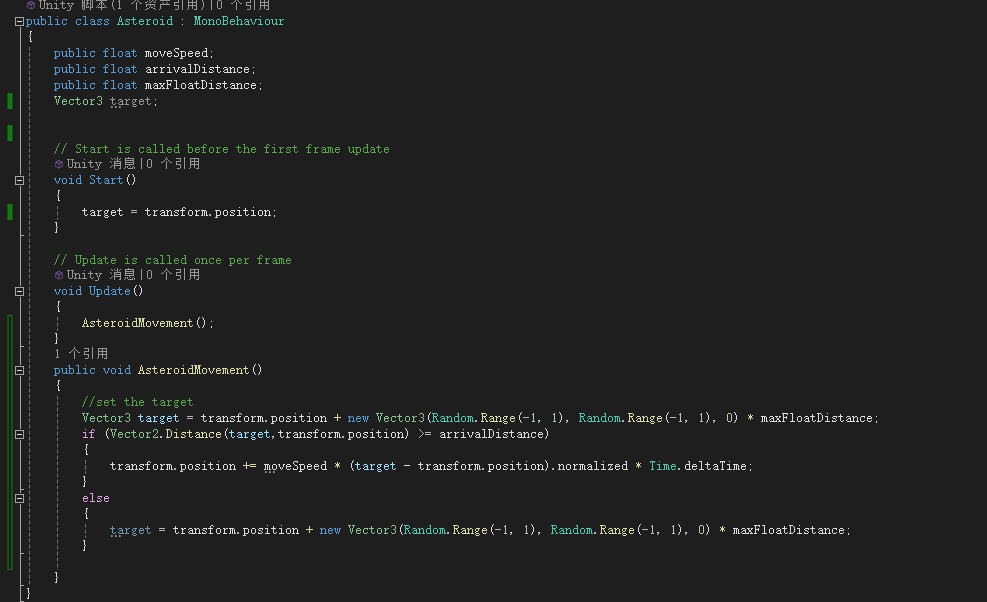 Unity 脚本(1 个资产引用)|0 个引用
public class Asteroid : MonoBehaviour
{
public float moveSpeed;
public float arrivalDistance;
public float maxFloatDistance;
Vector3 target;
// Start is called before the first frame update
Unity 消息|0 个引用
void Start()
{
target = transform.position;
}
// Update is called once per frame
Unity 消息|0 个引用
void Update()
{
AsteroidMovement();
}
1 个引用
public void AsteroidMovement()
{
//set the target
Vector3 target = transform.position + new Vector3(Random.Range(-1, 1), Random.Range(-1, 1), 0) * maxFloatDistance;
if (Vector2.Distance(target,transform.position) >= arrivalDistance)
{
transform.position += moveSpeed * (target - transform.position).normalized * Time.deltaTime;
}
else
{
target = transform.position + new Vector3(Random.Range(-1, 1), Random.Range(-1, 1), 0) * maxFloatDistance;
}
}
}